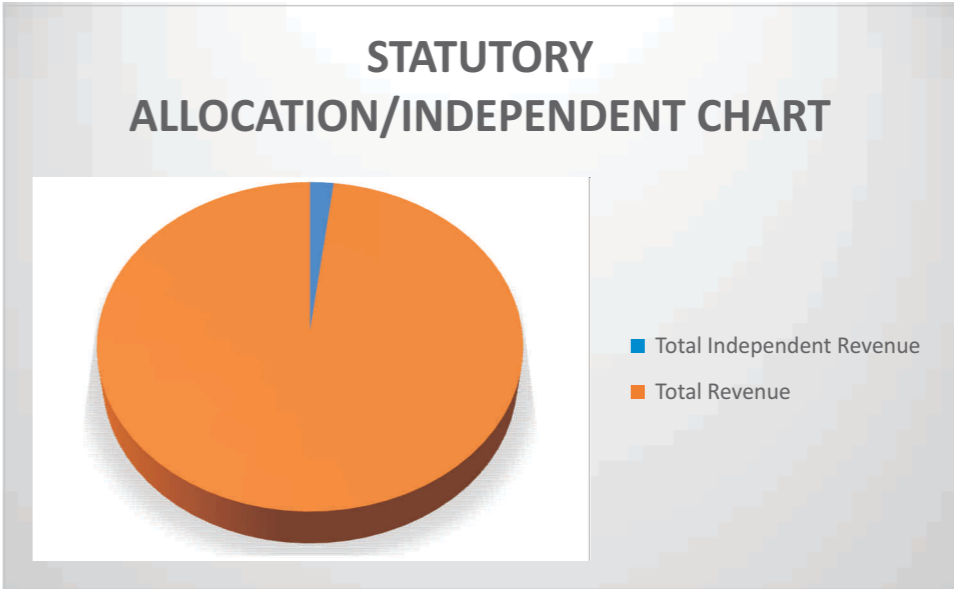 STATUTORY
ALLOCATION/INDEPENDENT CHART
Total Independent Revenue
Total Revenue